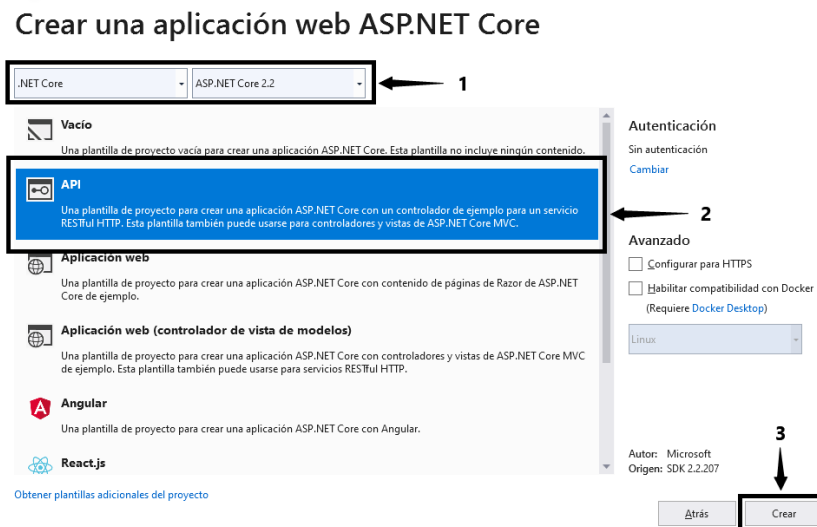 Crear una aplicación web ASP.NET Core
.NET Core
ASP.NET Core 2.2
1
Vacío
Una plantilla de proyecto vacía para crear una aplicación ASP.NET Core. Esta plantilla no incluye ningún contenido.
API
Una plantilla de proyecto para crear una aplicación ASP.NET Core con un controlador de ejemplo para un servicio
RESTful HTTP. Esta plantilla también puede usarse para controladores y vistas de ASP.NET Core MVC.
2
Aplicación web
Una plantilla de proyecto para crear una aplicación ASP.NET Core con contenido de páginas de Razor de ASP.NET
Core de ejemplo.
Aplicación web (controlador de vista de modelos)
Una plantilla de proyecto para crear una aplicación ASP.NET Core con controladores y vistas de ASP.NET Core MVC
de ejemplo. Esta plantilla también puede usarse para servicios RESTful HTTP.
Angular
Una plantilla de proyecto para crear una aplicación ASP.NET Core con Angular.
React.js
Obtener plantillas adicionales del proyecto
Autenticación
Sin autenticación
Cambiar
Avanzado
Configurar para HTTPS
Habilitar compatibilidad con Docker
(Requiere Docker Desktop)
Linux
Autor: Microsoft
Origen: SDK 2.2.207
3
Atrás
Crear